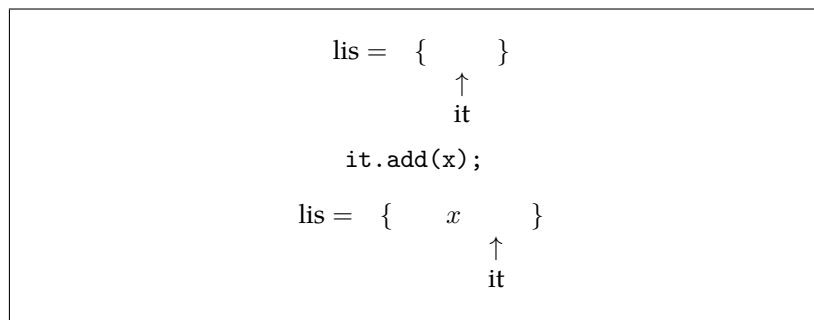 lis = { }
↑
it
it.add(x);
lis = { x }
↑
it